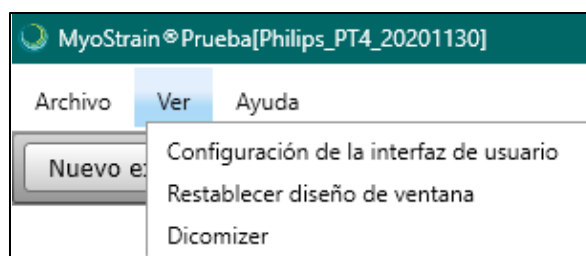 MyoStrain® Prueba[Philips_PT4_20201130]
Archivo Ver Ayuda
Nuevo
Configuración de la interfaz de usuario
Restablecer diseño de ventana
Dicomizer